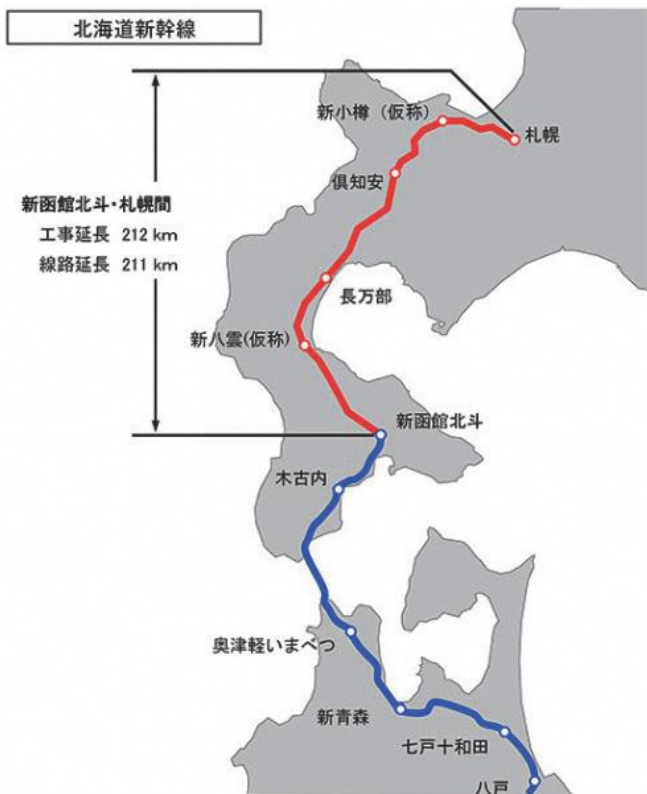 北海道新幹線
新小樽（仮称）
札幌
倶知安
新函館北斗・札幌間
工事延長 212 km
線路延長 211 km
長万部
新八雲(仮称)
新函館北斗
木古内
奥津軽いまべつ
新青森
七戸十和田
八戸